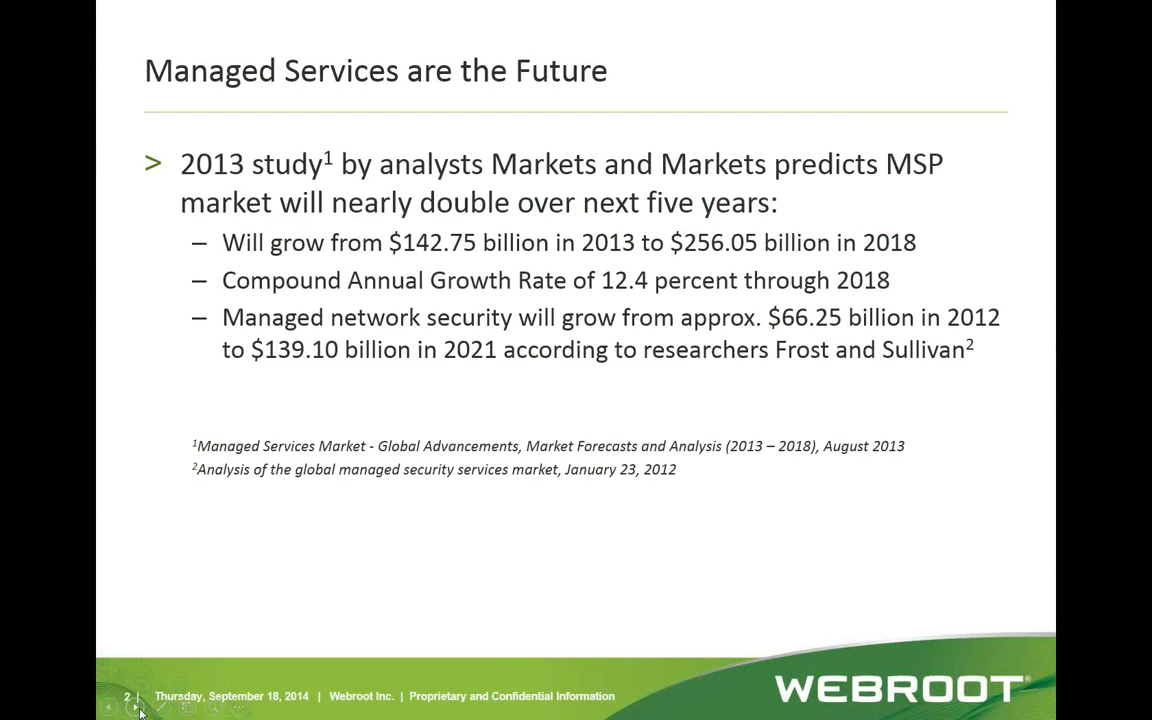 Managed Services are the Future
> 2013 study1 by analysts Markets and Markets predicts MSP
market will nearly double over next five years:
– Will grow from $142.75 billion in 2013 to $256.05 billion in 2018
– Compound Annual Growth Rate of 12.4 percent through 2018
– Managed network security will grow from approx. $66.25 billion in 2012
to $139.10 billion in 2021 according to researchers Frost and Sullivan2
1Managed Services Market - Global Advancements, Market Forecasts and Analysis (2013 – 2018), August 2013
2Analysis of the global managed security services market, January 23, 2012
2 | Thursday, September 18, 2014 | Webroot Inc. | Proprietary and Confidential Information
WEBROOT®